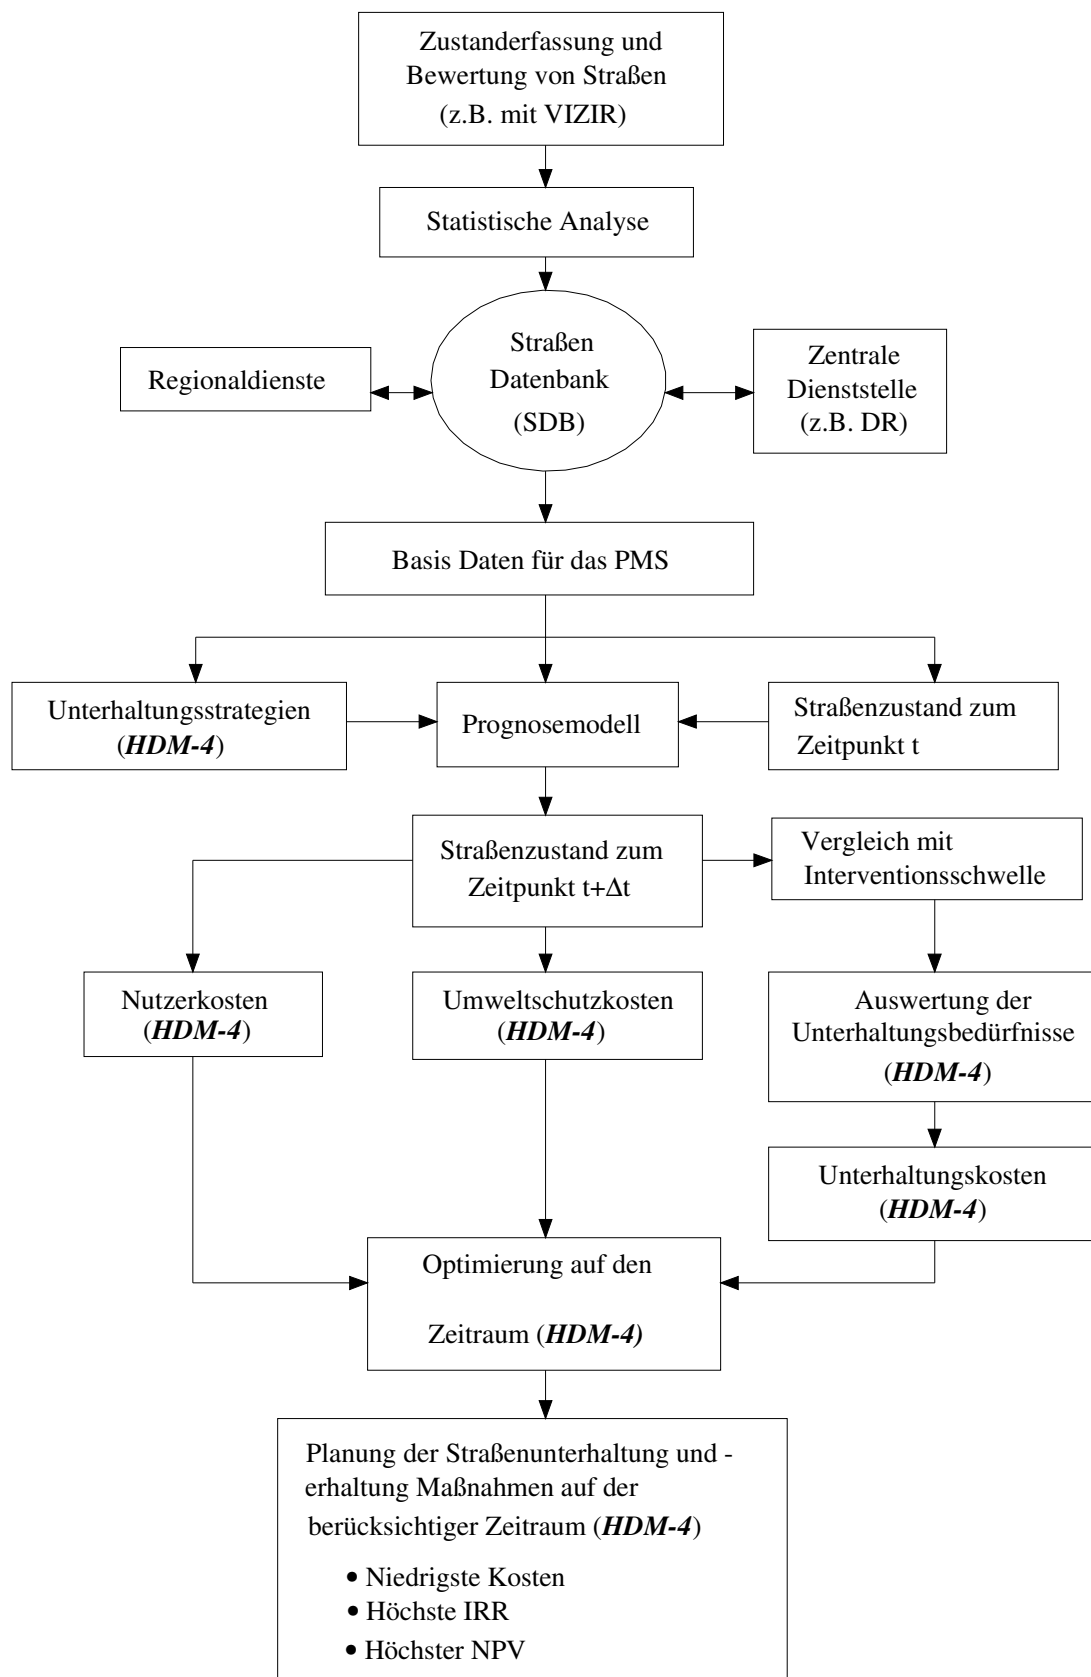 Zustanderfassung und
Bewertung von Straßen
(z.B. mit VIZIR)
Statistische Analyse
Straßen
Datenbank
(SDB)
Regionaldienste
Zentrale
Dienststelle
(z.B. DR)
Basis Daten für das PMS
Unterhaltungsstrategien
(HDM-4)
Prognosemodell
Straßenzustand zum
Zeitpunkt t
Straßenzustand zum
Zeitpunkt t+Δt
Vergleich mit
Interventionsschwelle
Nutzerkosten
(HDM-4)
Umweltschutzkosten
(HDM-4)
Auswertung der
Unterhaltungsbedürfnisse
(HDM-4)
Unterhaltungskosten
(HDM-4)
Optimierung auf den
Zeitraum (HDM-4)
Planung der Straßenunterhaltung und -
erhaltung Maßnahmen auf der
berücksichtiger Zeitraum (HDM-4)
• Niedrigste Kosten
• Höchste IRR
• Höchster NPV